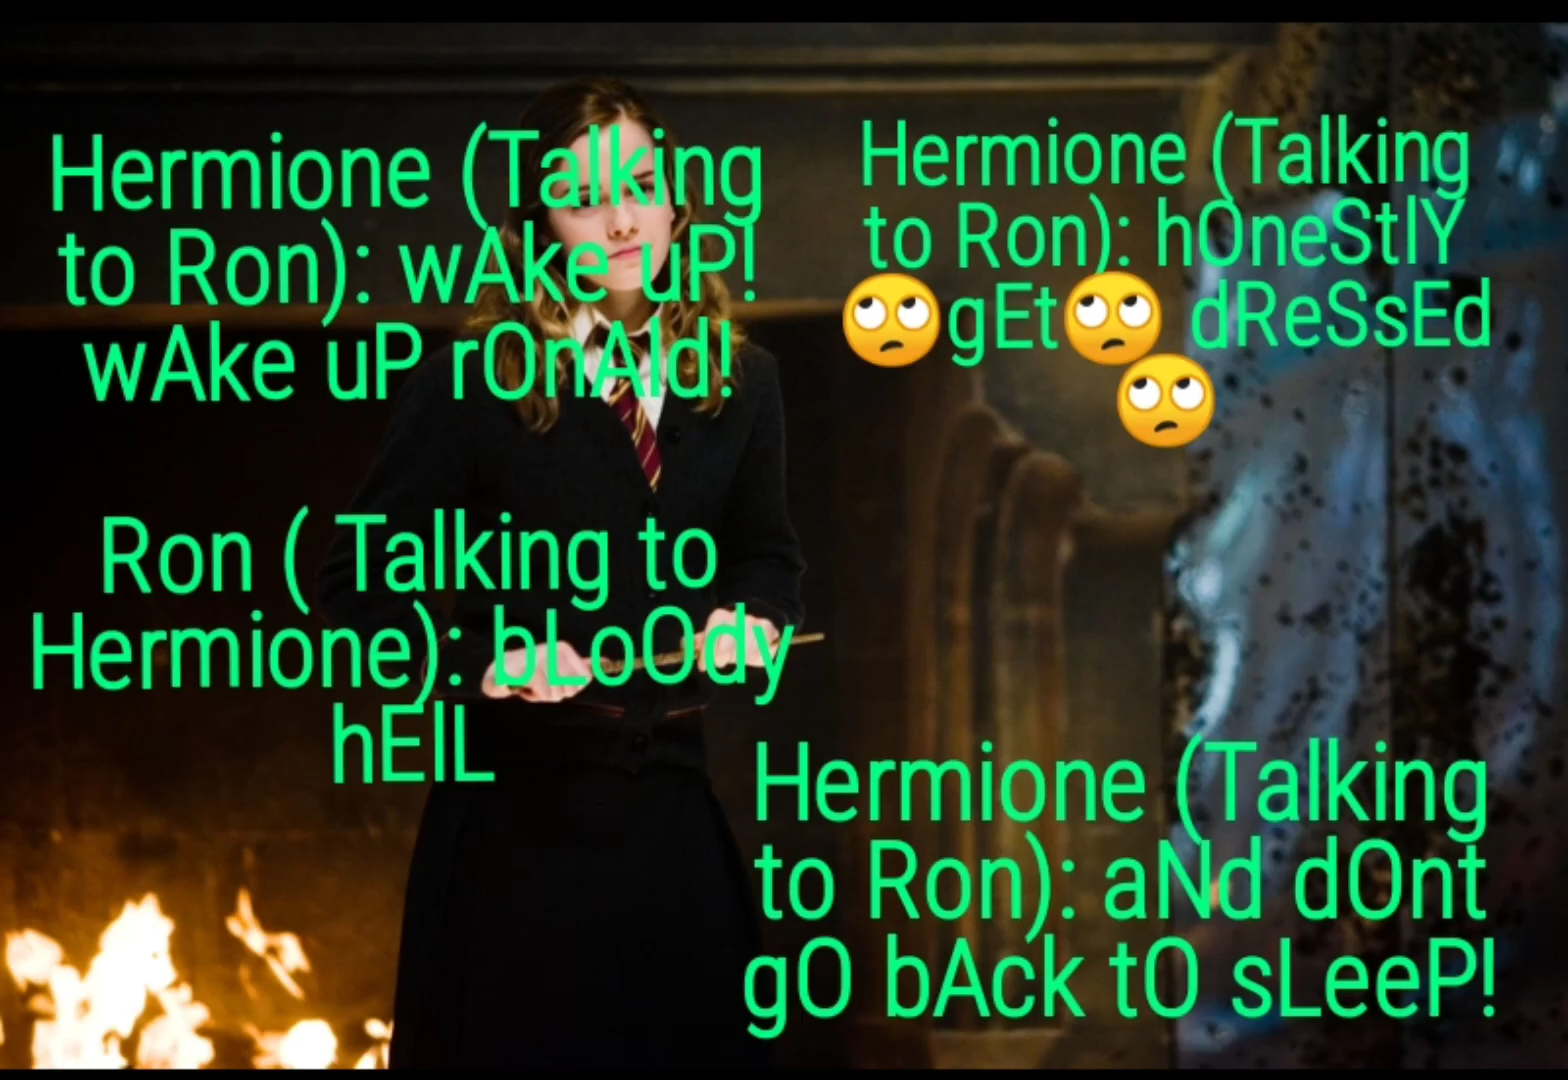 Hermione (Talking
to Ron): wAke uP!
wAke uP rOnAld!
Hermione (Talking
to Ron): hOneStlY
🙄gEt🙄 dReSsEd
🙄
Ron ( Talking to
Hermione): bLoOdy
hElL
Hermione (Talking
to Ron): aNd dOnt
gO bAck tO sLeeP!